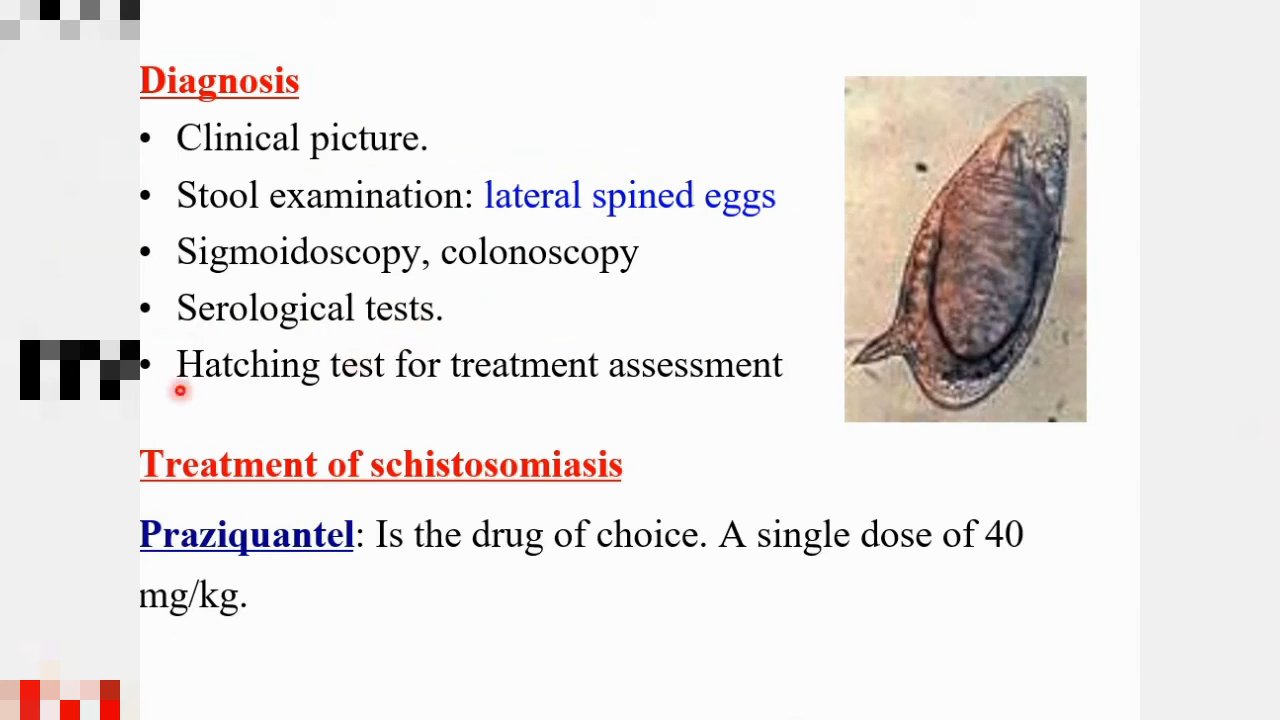 Diagnosis
• Clinical picture.
• Stool examination: lateral spined eggs
• Sigmoidoscopy, colonoscopy
• Serological tests.
• Hatching test for treatment assessment
Treatment of schistosomiasis
Praziquantel: Is the drug of choice. A single dose of 40
mg/kg.